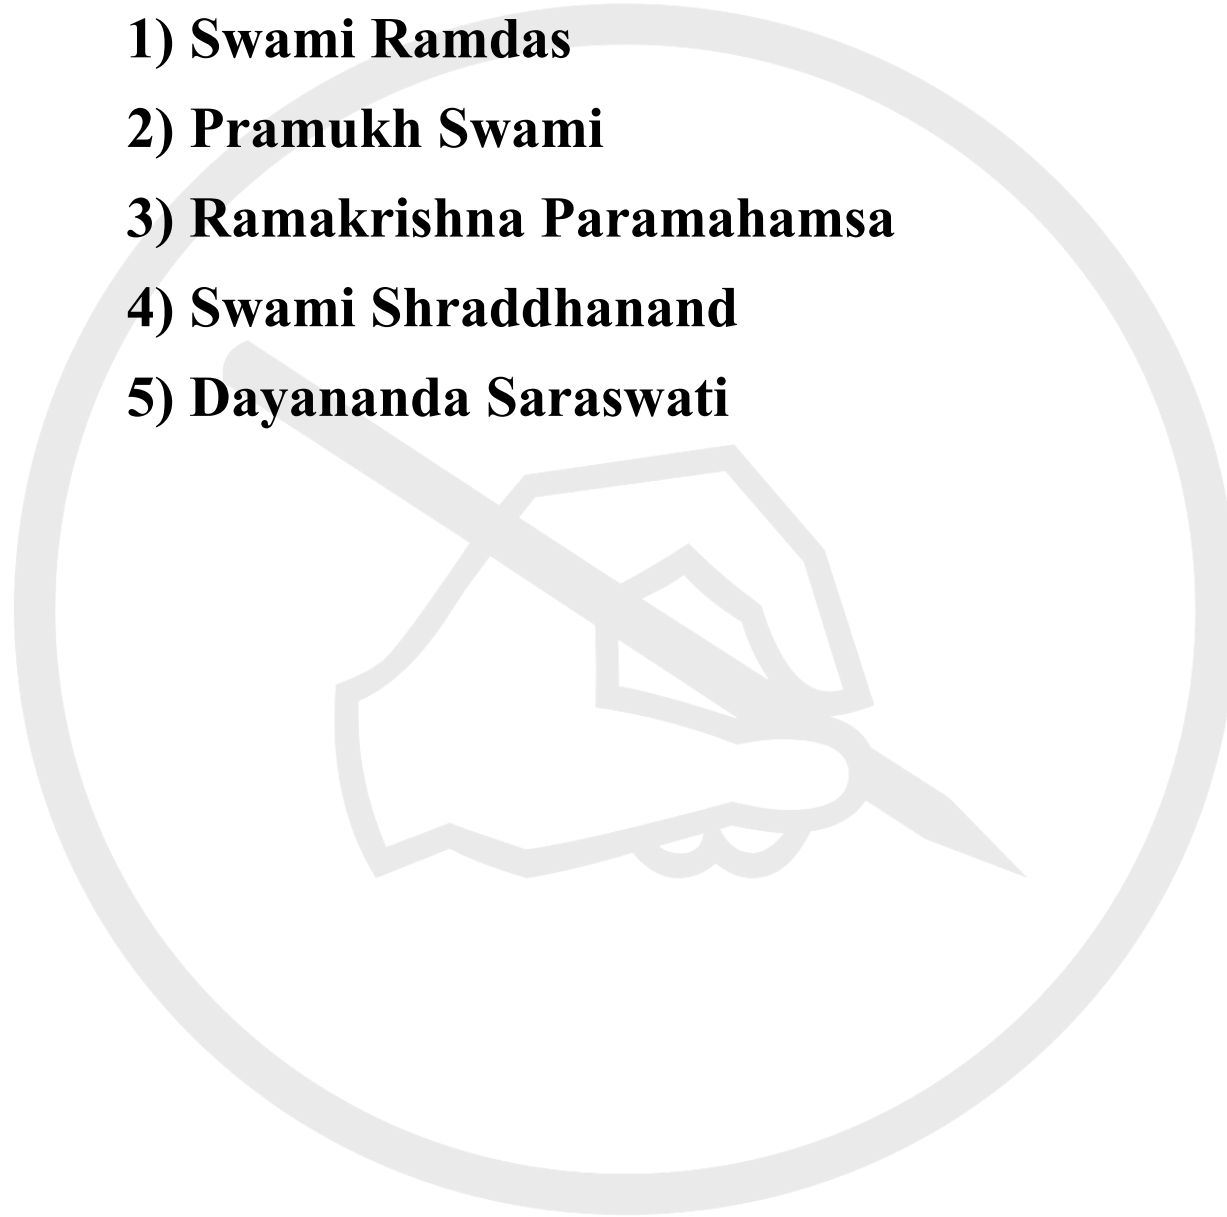 1) Swami Ramdas
2) Pramukh Swami
3) Ramakrishna Paramahamsa
4) Swami Shraddhanand
5) Dayananda Saraswati